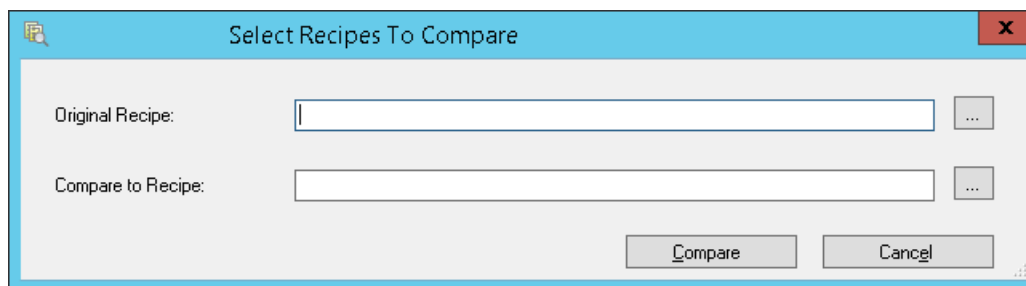 Select Recipes To Compare
x
Original Recipe:
...
Compare to Recipe:
...
Compare
Cancel